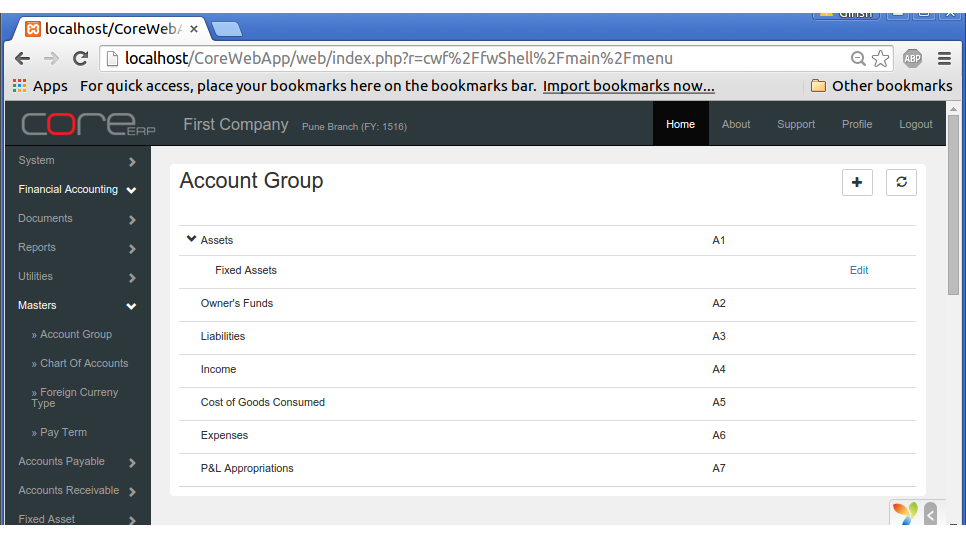 Girish
localhost/CoreWebA
localhost/CoreWebApp/web/index.php?r=cwf%2FfwShell%2Fmain%2Fmenu
ABP
Apps For quick access, place your bookmarks here on the bookmarks bar. Import bookmarks now... Other bookmarks
core ERP First Company Pune Branch (FY: 1516) Home About Support Profile Logout
System
Financial Accounting
Documents
Reports
Utilities
Masters
» Account Group
» Chart Of Accounts
» Foreign Curreny
Type
» Pay Term
Accounts Payable
Accounts Receivable
Fixed Asset
Account Group
Assets A1
Fixed Assets Edit
Owner's Funds A2
Liabilities A3
Income A4
Cost of Goods Consumed A5
Expenses A6
P&L Appropriations A7